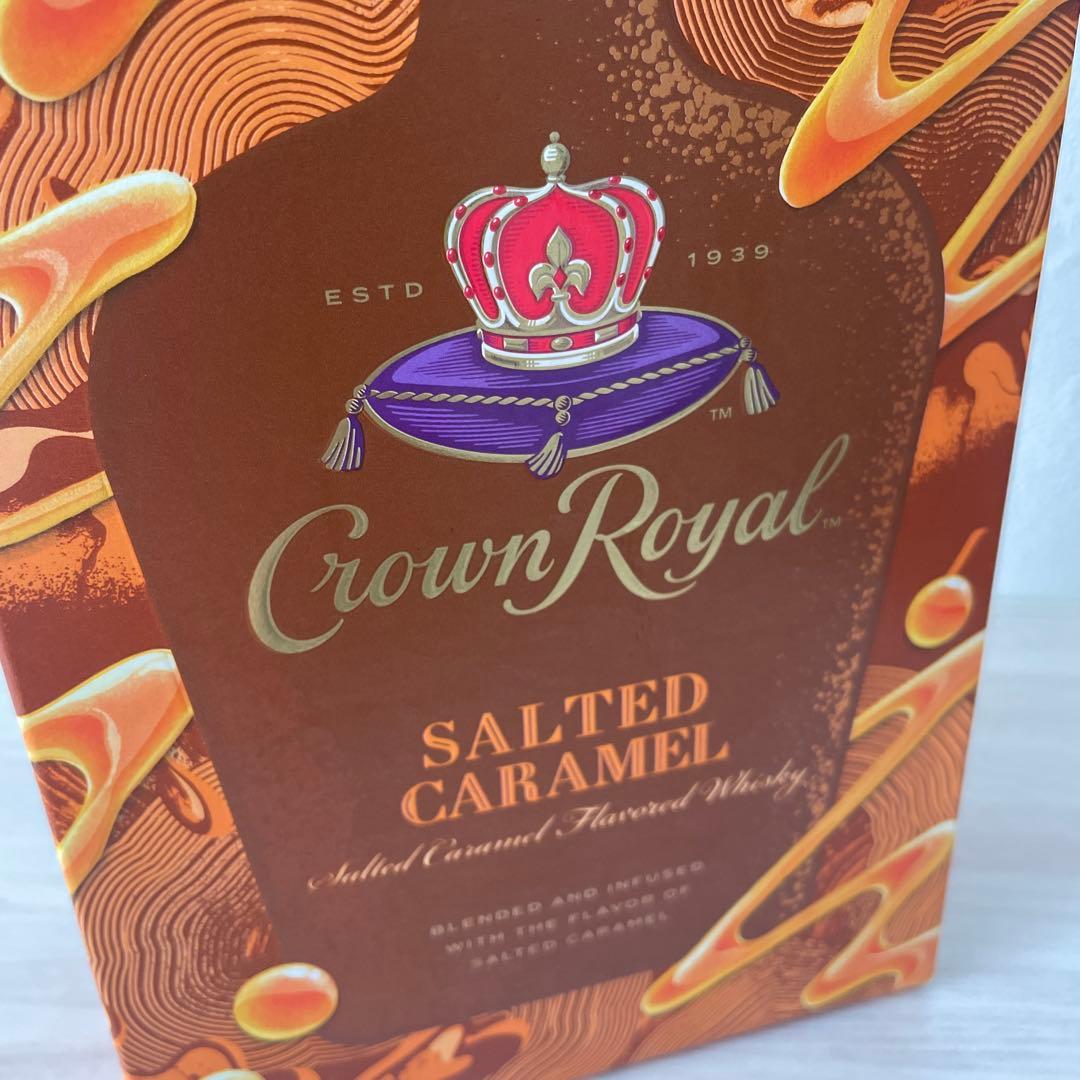 ESTD 1939
TM
Crown Royal TM
SALTED
CARAMEL
Salted Caramel Flavored Whisky
BLENDED AND INFUSED
WITH THE FLAVOR OF
SALTED CARAMEL